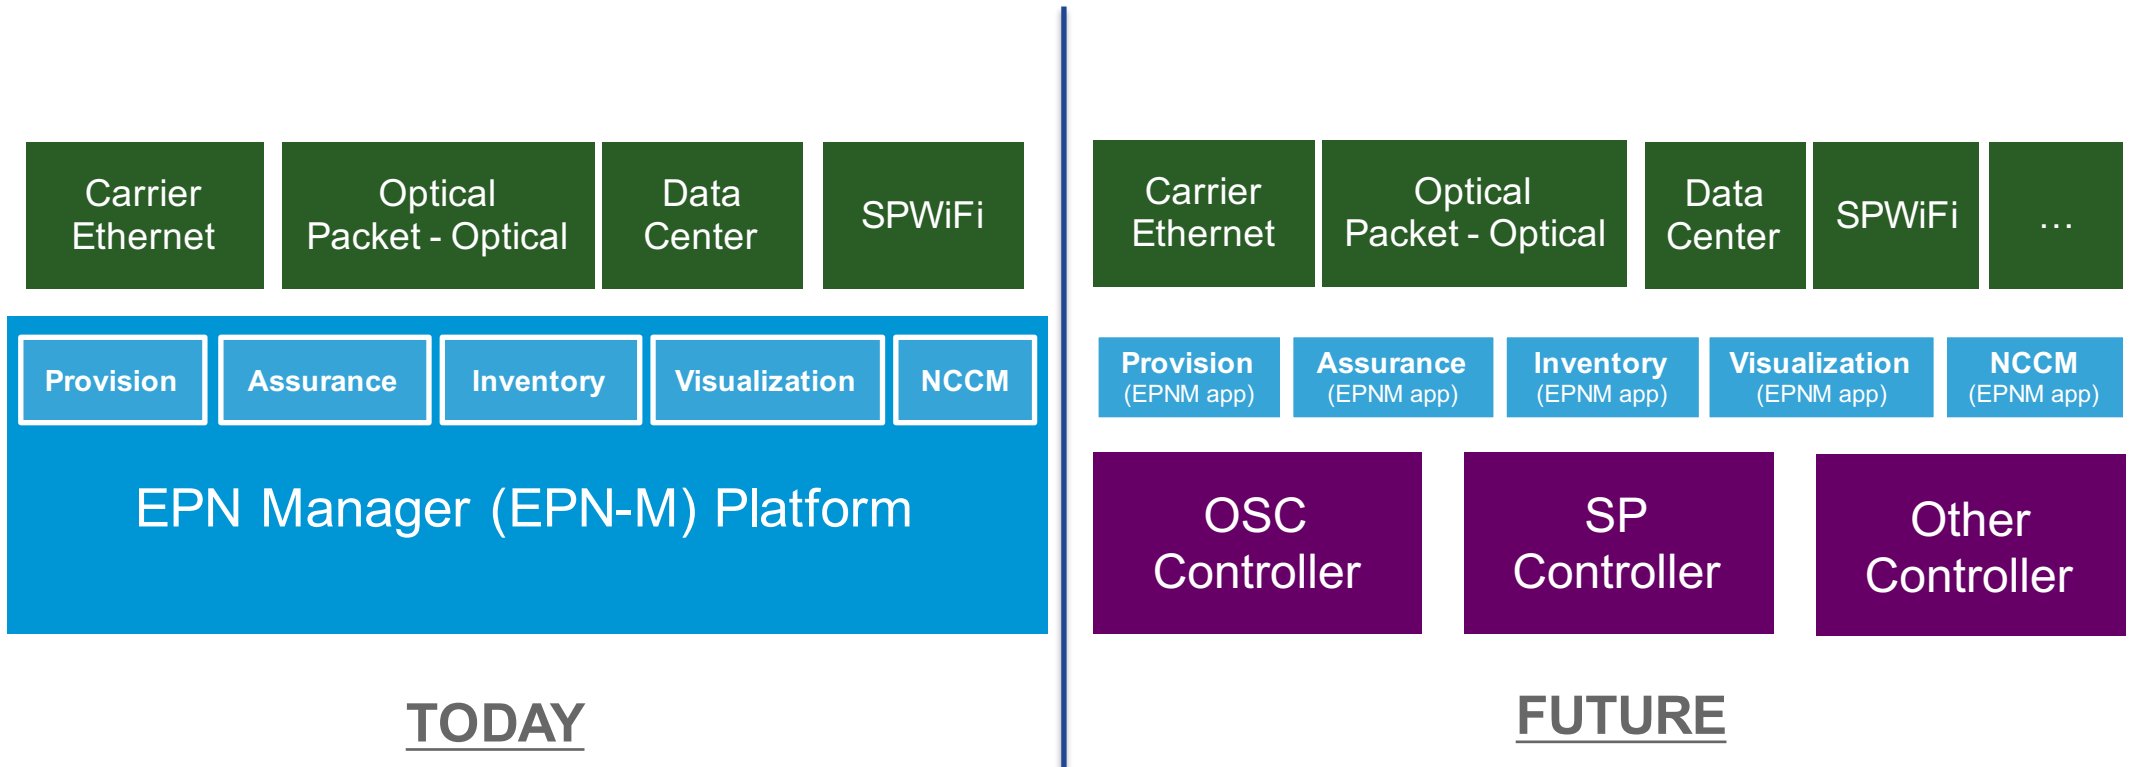 Carrier
Ethernet
Optical
Packet - Optical
Data
Center
SPWiFi
Provision
Assurance
Inventory
Visualization
NCCM
EPN Manager (EPN-M) Platform
TODAY
Carrier
Ethernet
Optical
Packet - Optical
Data
Center
SPWiFi
...
Provision
(EPNM app)
Assurance
(EPNM app)
Inventory
(EPNM app)
Visualization
(EPNM app)
NCCM
(EPNM app)
OSC
Controller
SP
Controller
Other
Controller
FUTURE